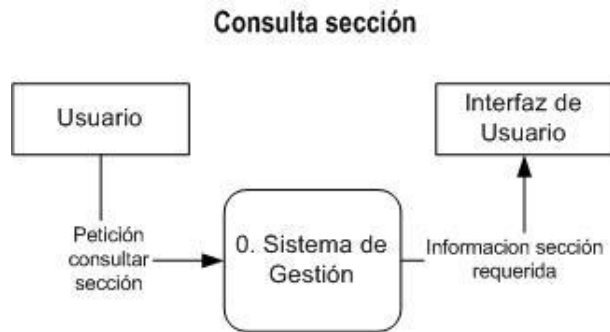 Consulta sección
Usuario
Interfaz de
Usuario
Petición
consultar
sección
0. Sistema de
Gestión
Informacion sección
requerida